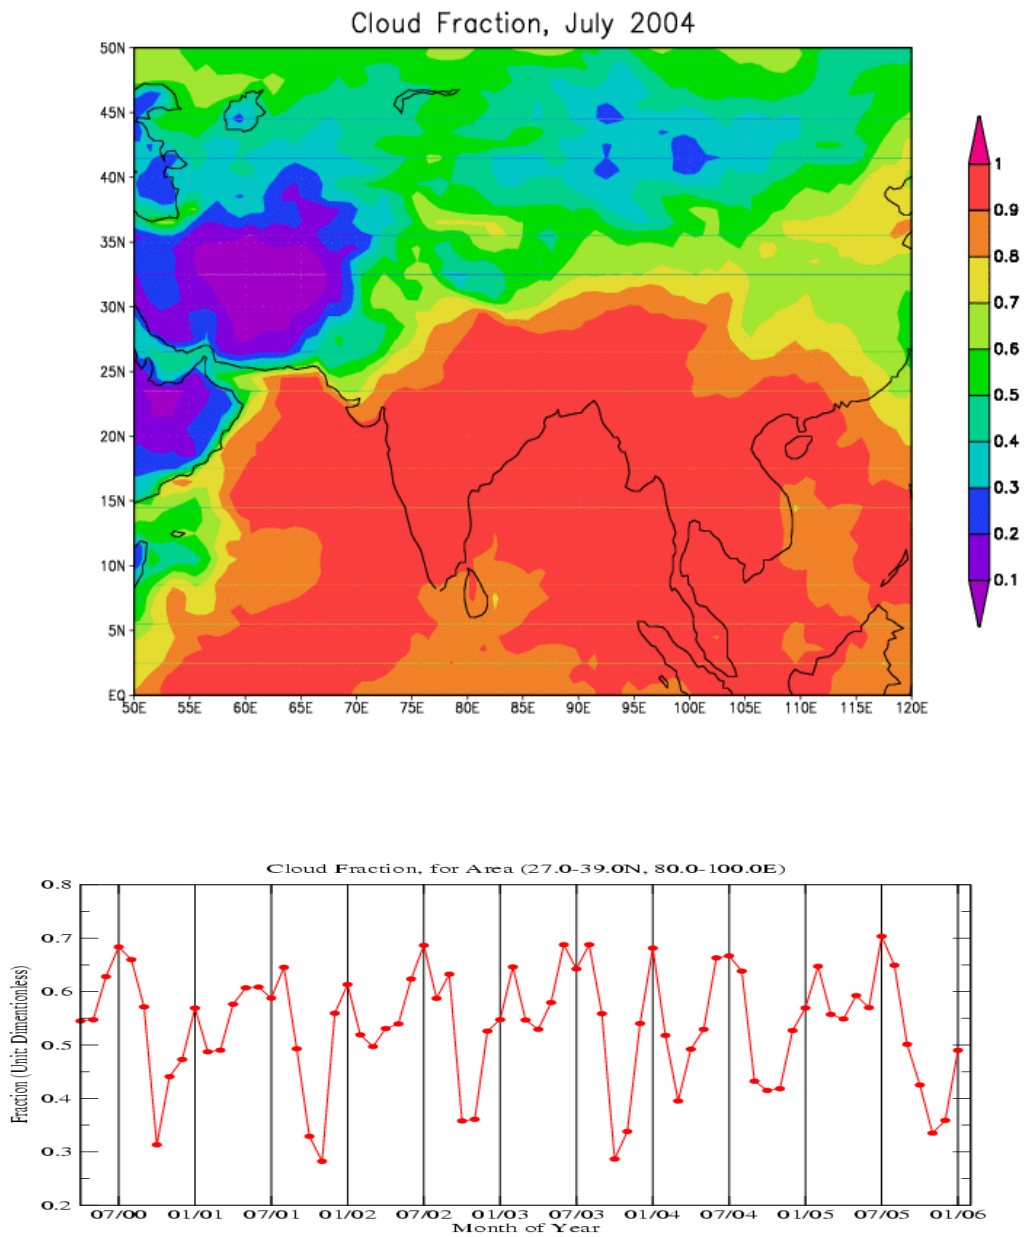 Cloud Fraction, July 2004
50N
45N
40N
35N
30N
25N
20N
15N
10N
5N
EQ
50E 55E 60E 65E 70E 75E 80E 85E 90E 95E 100E 105E 110E 115E 120E
1
0.9
0.8
0.7
0.6
0.5
0.4
0.3
0.2
0.1
Cloud Fraction, for Area (27.0-39.0N, 80.0-100.0E)
Fraction (Unit: Dimentionless)
0.8
0.7
0.6
0.5
0.4
0.3
0.2
07/00 01/01 07/01 01/02 07/02 01/03 07/03 01/04 07/04 01/05 07/05 01/06
Month of Year